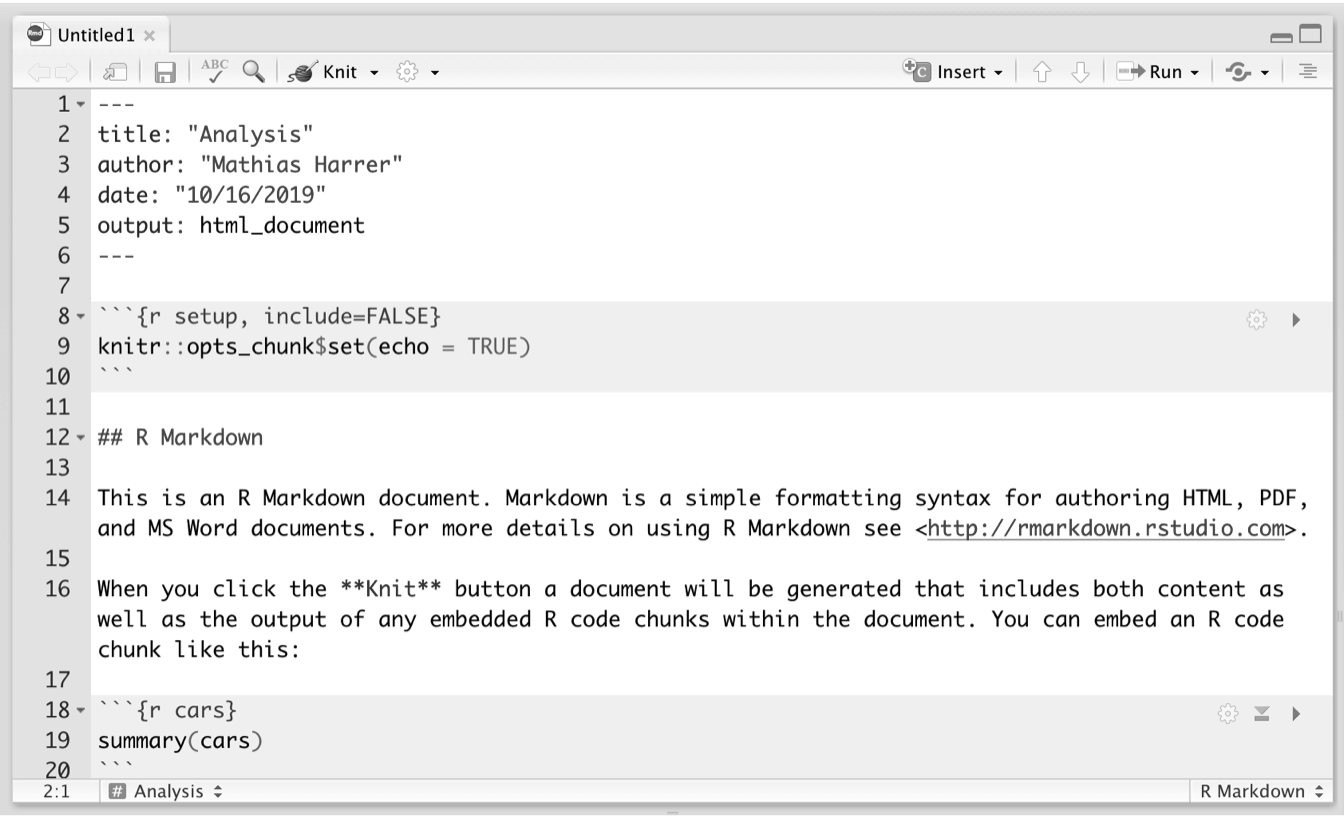 Untitled1
ABC Knit Insert Run
1 ---
2 title: "Analysis"
3 author: "Mathias Harrer"
4 date: "10/16/2019"
5 output: html_document
6 ---
7
8 ```{r setup, include=FALSE}
9 knitr::opts_chunk$set(echo = TRUE)
10 ```
11
12 ## R Markdown
13
14 This is an R Markdown document. Markdown is a simple formatting syntax for authoring HTML, PDF,
and MS Word documents. For more details on using R Markdown see <http://rmarkdown.rstudio.com>.
15
16 When you click the **Knit** button a document will be generated that includes both content as
well as the output of any embedded R code chunks within the document. You can embed an R code
chunk like this:
17
18 ```{r cars}
19 summary(cars)
20 ```
2:1 # Analysis R Markdown